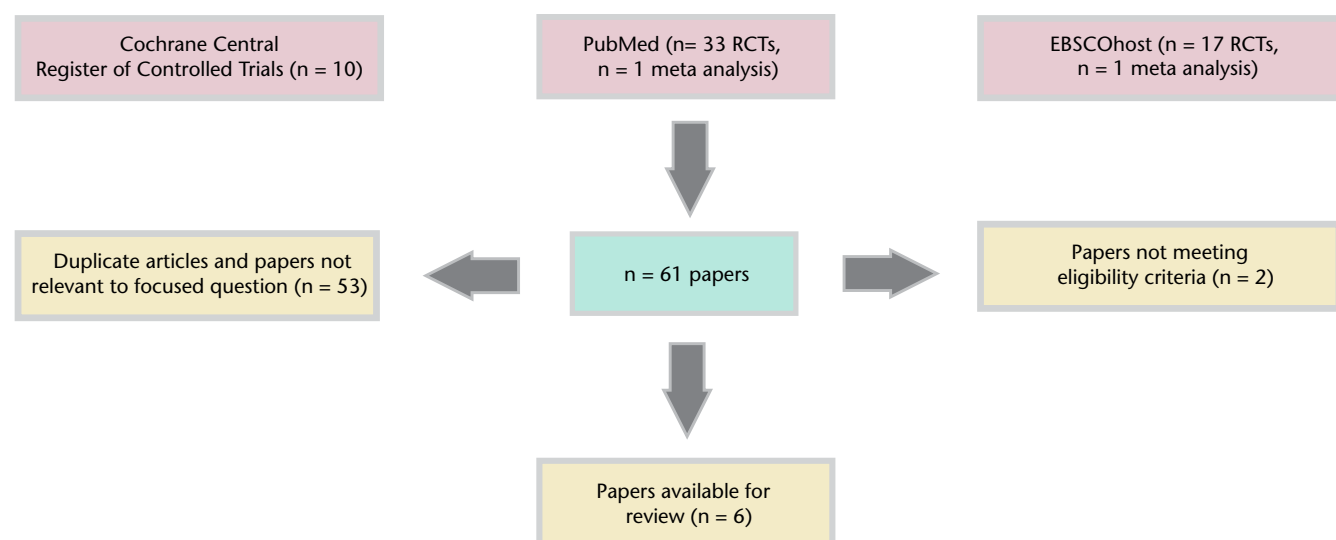 Cochrane Central
Register of Controlled Trials (n = 10)
PubMed (n= 33 RCTs,
n = 1 meta analysis)
EBSCOhost (n = 17 RCTs,
n = 1 meta analysis)
Duplicate articles and papers not
relevant to focused question (n = 53)
n = 61 papers
Papers not meeting
eligibility criteria (n = 2)
Papers available for
review (n = 6)